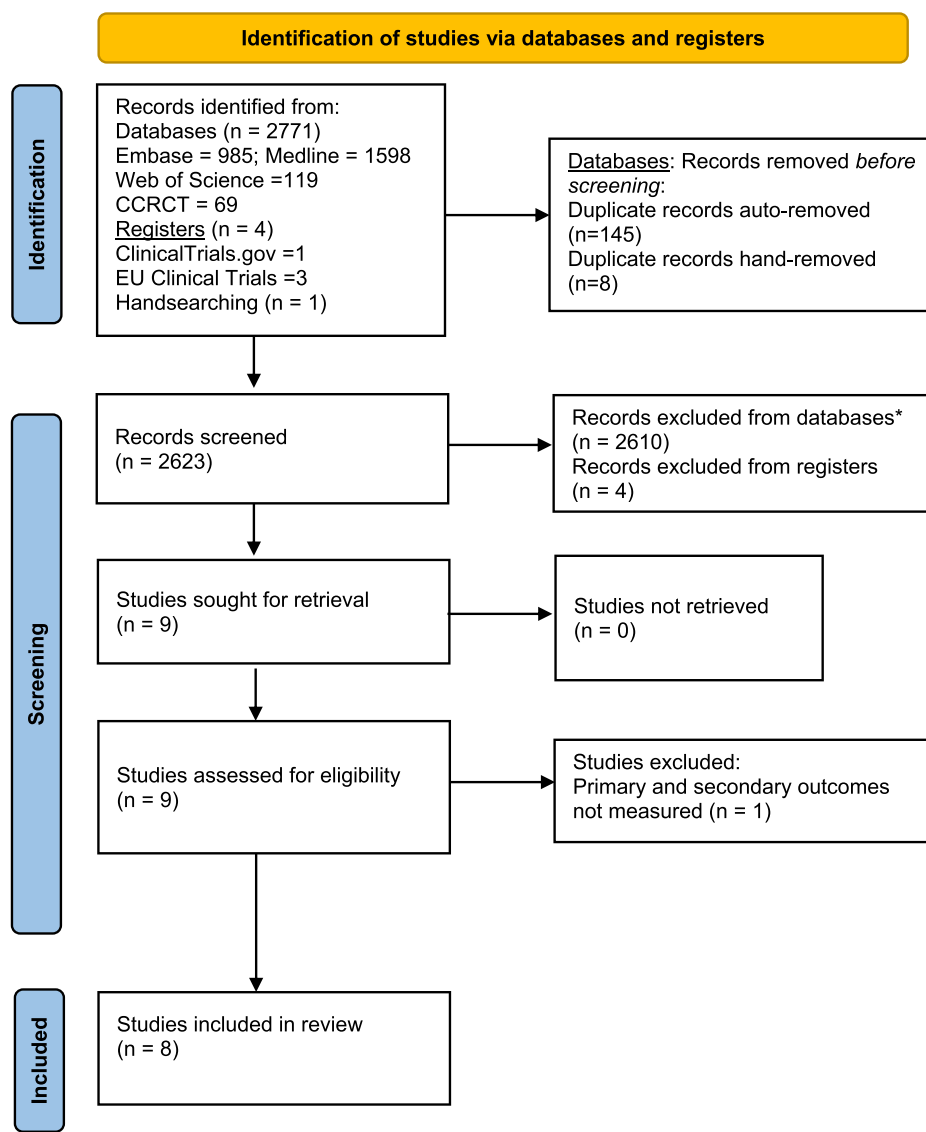 Identification of studies via databases and registers
Identification
Records identified from:
Databases (n = 2771)
Embase = 985; Medline = 1598
Web of Science =119
CCRCT = 69
Registers (n = 4)
ClinicalTrials.gov =1
EU Clinical Trials =3
Handsearching (n = 1)
Databases: Records removed before
screening:
Duplicate records auto-removed
(n=145)
Duplicate records hand-removed
(n=8)
Screening
Records screened
(n = 2623)
Records excluded from databases*
(n = 2610)
Records excluded from registers
(n = 4)
Studies sought for retrieval
(n = 9)
Studies not retrieved
(n = 0)
Studies assessed for eligibility
(n = 9)
Studies excluded:
Primary and secondary outcomes
not measured (n = 1)
Included
Studies included in review
(n = 8)